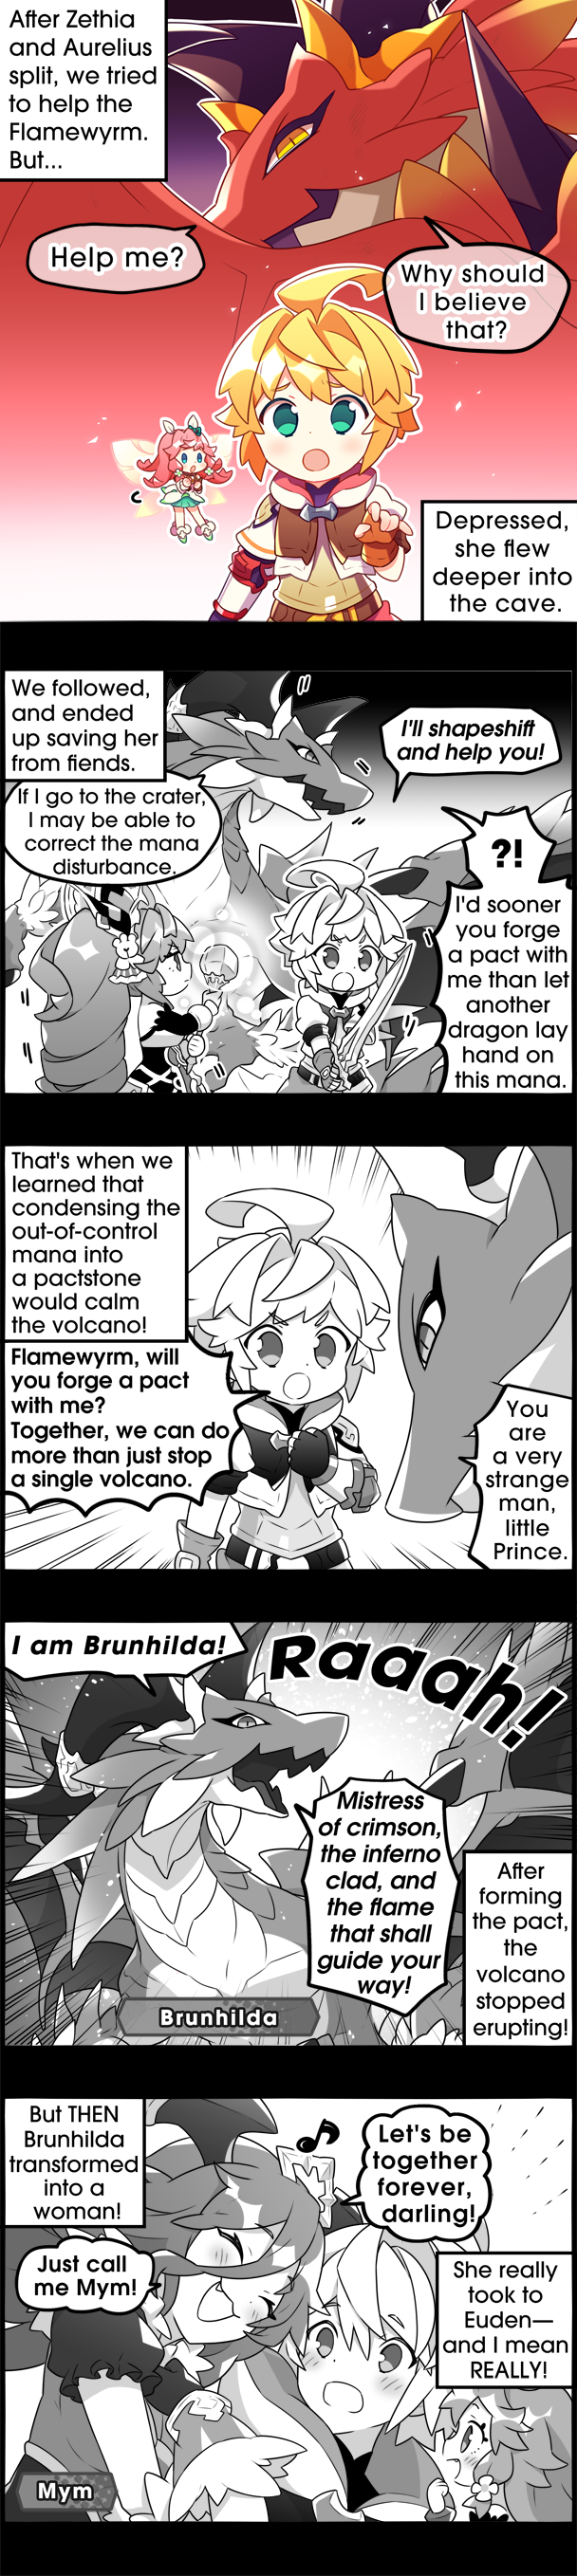 After Zethia
and Aurelius
split, we tried
to help the
Flamewyrm.
But...
Help me?
Why should
I believe
that?
Depressed,
she flew
deeper into
the cave.
We followed,
and ended
up saving her
from fiends.
I'll shapeshift
and help you!
If I go to the crater,
I may be able to
correct the mana
disturbance.
?!
I'd sooner
you forge
a pact with
me than let
another
dragon lay
hand on
this mana.
That's when we
learned that
condensing the
out-of-control
mana into
a pactstone
would calm
the volcano!
Flamewyrm, will
you forge a pact
with me?
Together, we can do
more than just stop
a single volcano.
You
are
a very
strange
man,
little
Prince.
I am Brunhilda!
Raaah!
Mistress
of crimson,
the inferno
clad, and
the flame
that shall
guide your
way!
After
forming
the pact,
the
volcano
stopped
erupting!
Brunhilda
But THEN
Brunhilda
transformed
into a
woman!
Let's be
together
forever,
darling!
Just call
me Mym!
She really
took to
Euden—
and I mean
REALLY!
Mym